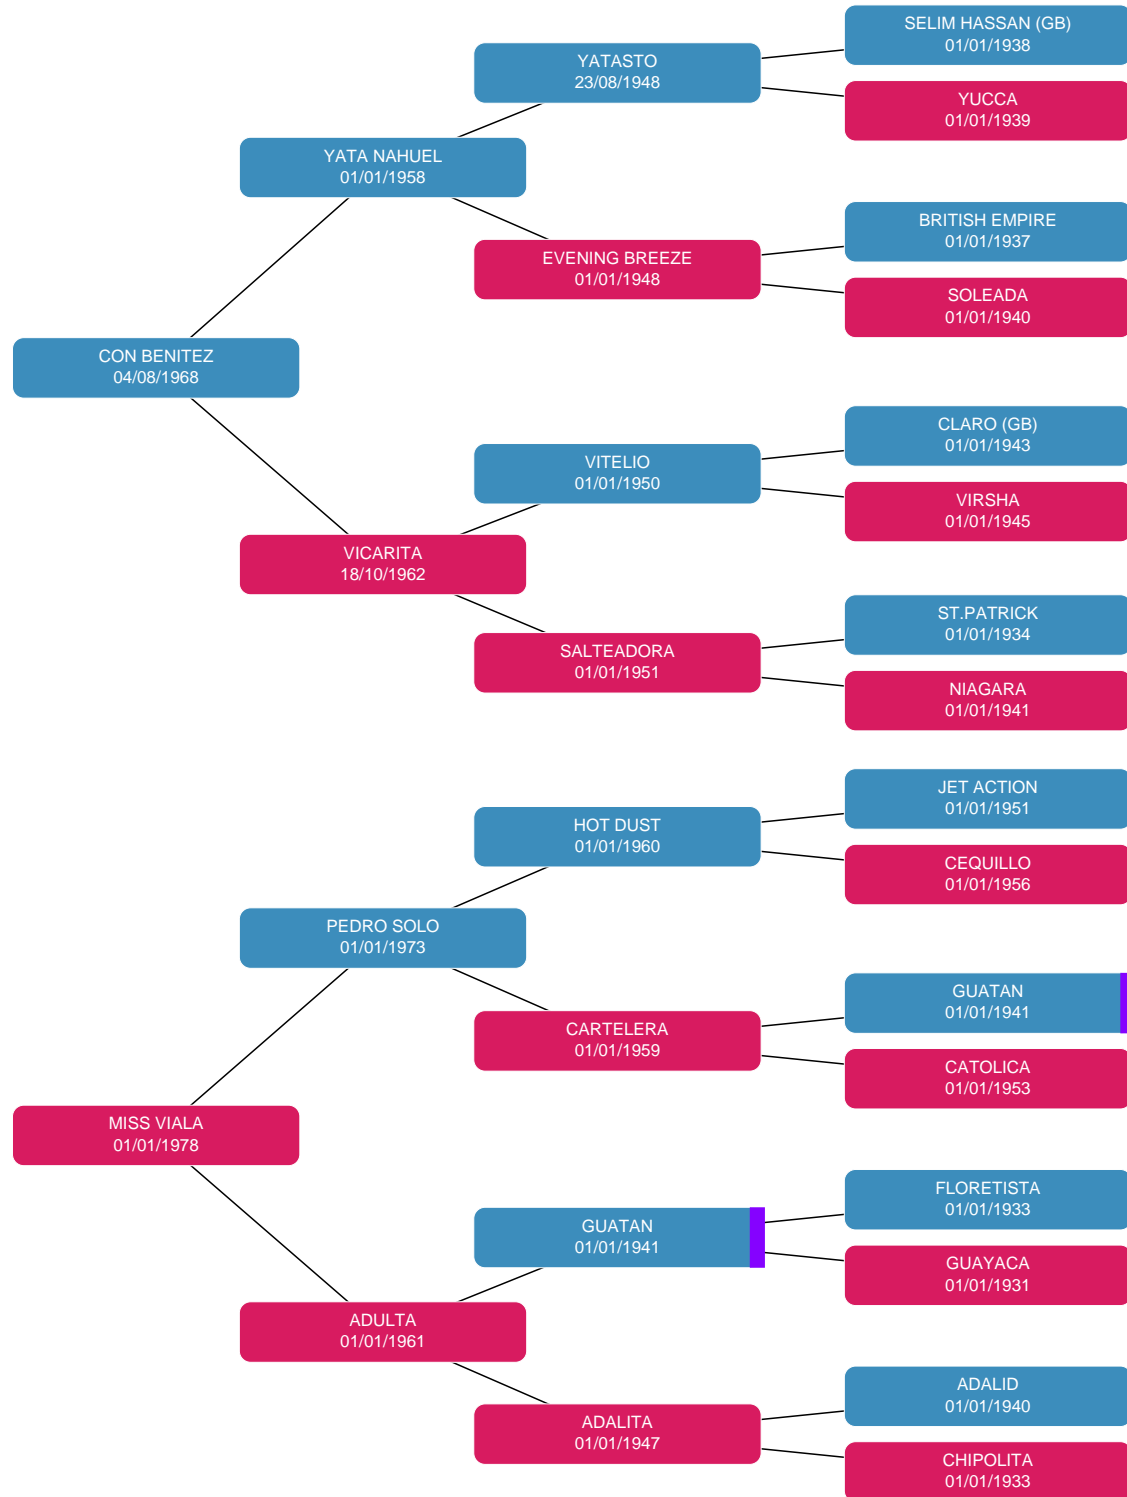 SELIM HASSAN (GB)
01/01/1938
YATASTO
23/08/1948
YUCCA
01/01/1939
YATA NAHUEL
01/01/1958
BRITISH EMPIRE
01/01/1937
EVENING BREEZE
01/01/1948
SOLEADA
01/01/1940
CON BENITEZ
04/08/1968
CLARO (GB)
01/01/1943
VITELIO
01/01/1950
VIRSHA
01/01/1945
VICARITA
18/10/1962
ST.PATRICK
01/01/1934
SALTEADORA
01/01/1951
NIAGARA
01/01/1941
JET ACTION
01/01/1951
HOT DUST
01/01/1960
CEQUILLO
01/01/1956
PEDRO SOLO
01/01/1973
GUATAN
01/01/1941
CARTELERA
01/01/1959
CATOLICA
01/01/1953
MISS VIALA
01/01/1978
FLORETISTA
01/01/1933
GUATAN
01/01/1941
GUAYACA
01/01/1931
ADULTA
01/01/1961
ADALID
01/01/1940
ADALITA
01/01/1947
CHIPOLITA
01/01/1933